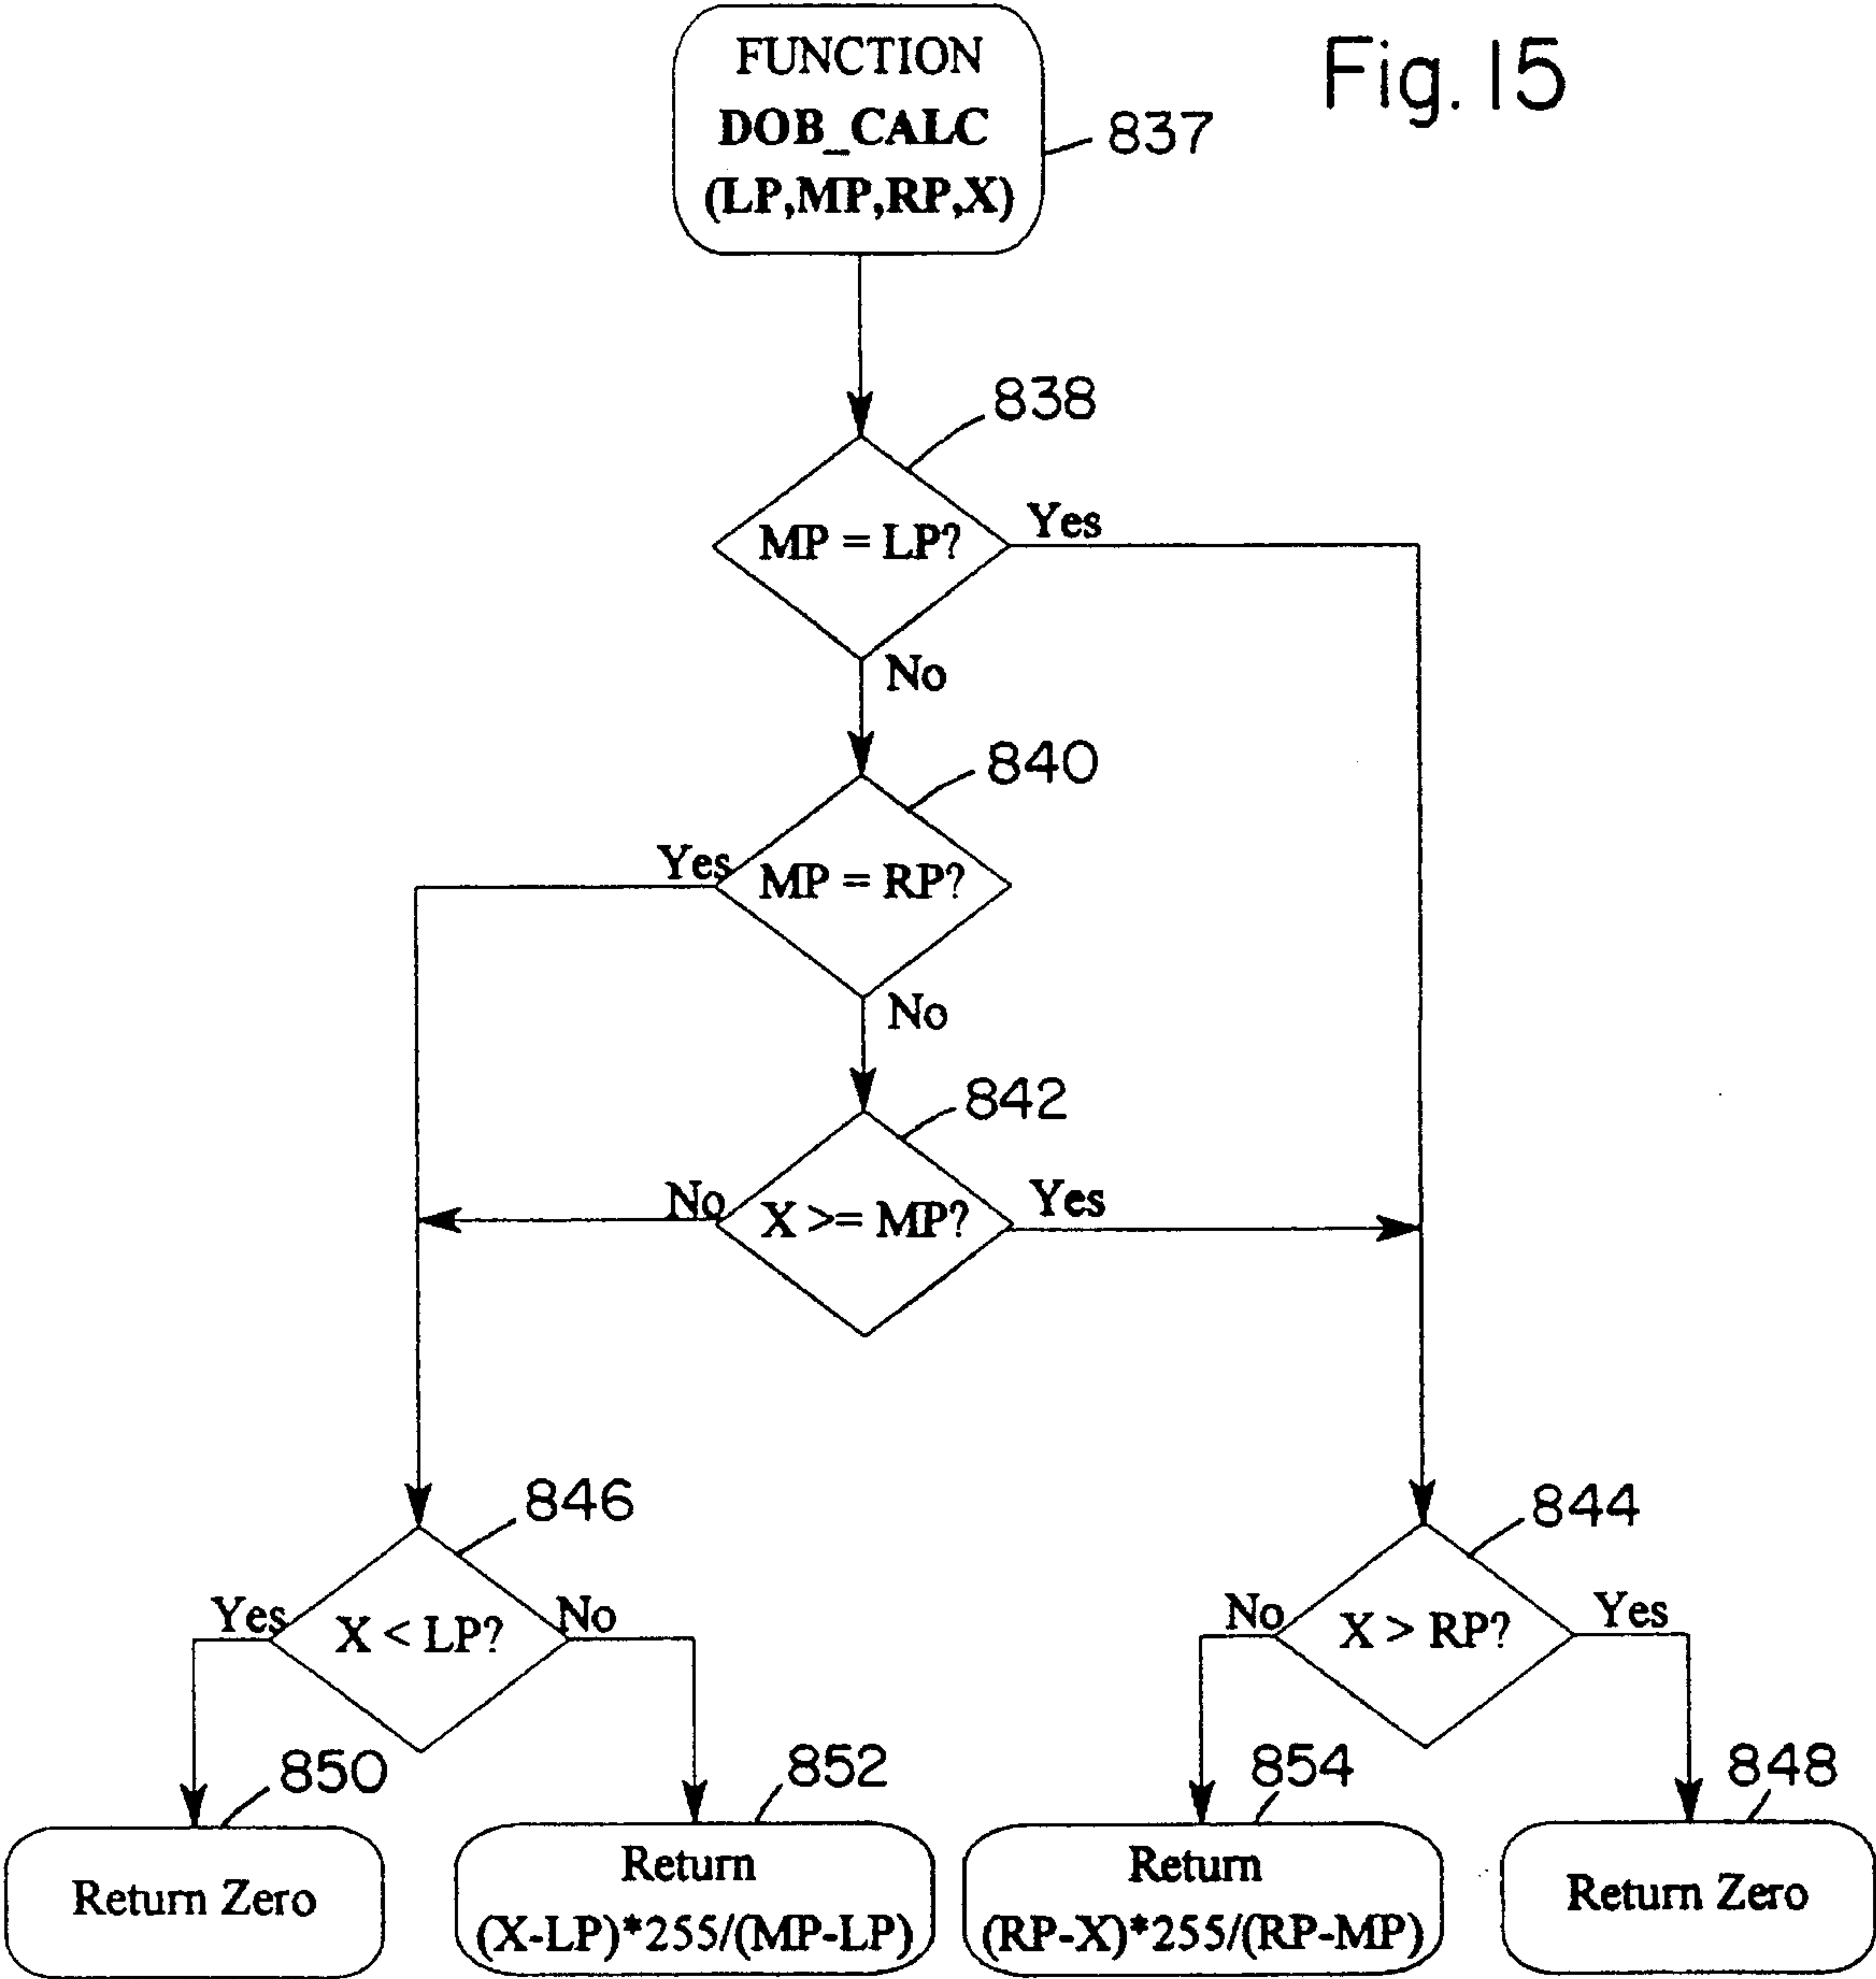 Fig. 15
FUNCTION
DOB_CALC
(LP,MP,RP,X)
837
838
MP = LP?
Yes
No
840
Yes
MP = RP?
No
842
No
X >= MP?
Yes
846
844
Yes
X < LP?
No
No
X > RP?
Yes
850
852
854
848
Return Zero
Return
(X-LP)*255/(MP-LP)
Return
(RP-X)*255/(RP-MP)
Return Zero